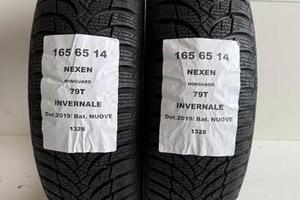 165 65 14
NEXEN
WINGUARD
79T
INVERNALE
Dot.2019/ Bat. NUOVE
1328
165 65 14
NEXEN
WINGUARD
79T
INVERNALE
Dot.2019/ Bat. NUOVE
1328